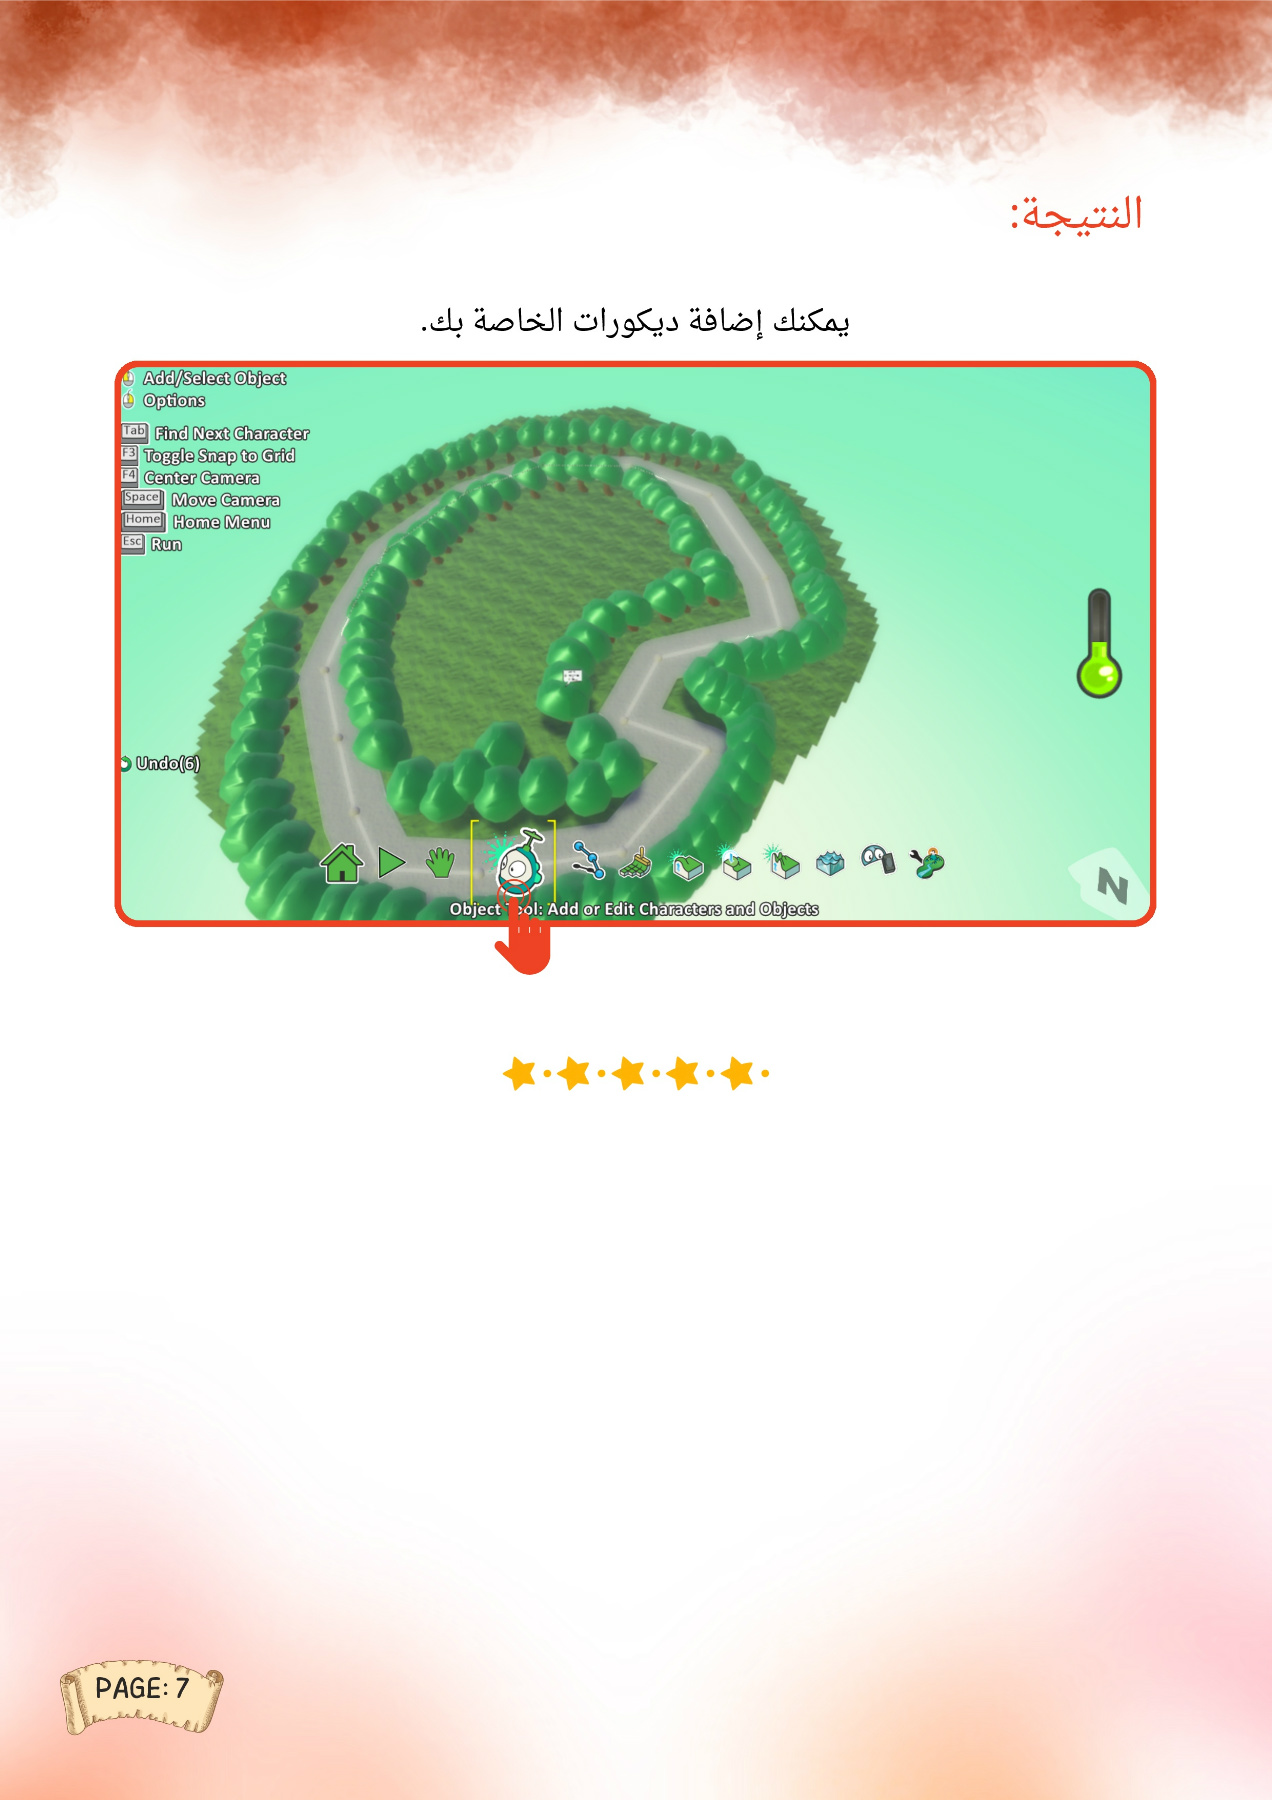 النتيجة:
يمكنك إضافة ديكورات الخاصة بك.
Add/Select Object
Options
Tab Find Next Character
F3 Toggle Snap to Grid
F4 Center Camera
Space Move Camera
Home Home Menu
Esc Run
Undo(6)
N
Object Tool: Add or Edit Characters and Objects
PAGE: 7